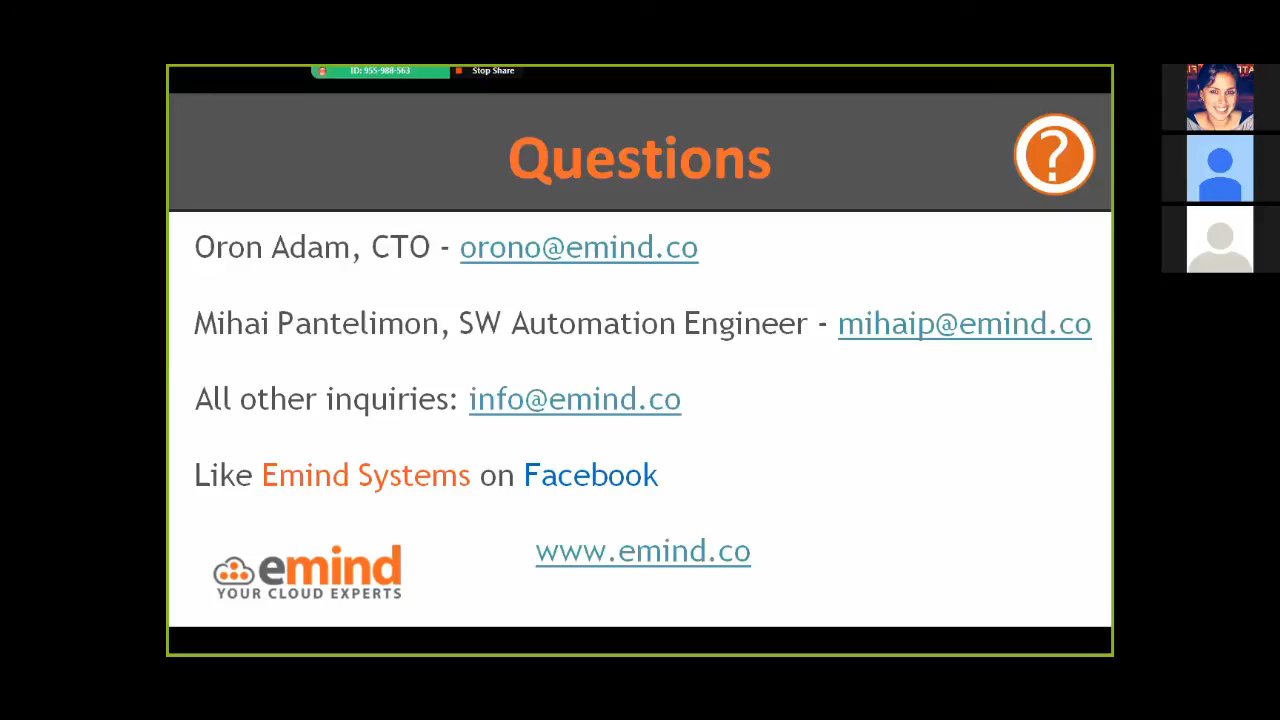 ID: 955-988-563 Stop Share
Questions
?
Oron Adam, CTO - orono@emind.co
Mihai Pantelimon, SW Automation Engineer - mihaip@emind.co
All other inquiries: info@emind.co
Like Emind Systems on Facebook
www.emind.co
emind
YOUR CLOUD EXPERTS